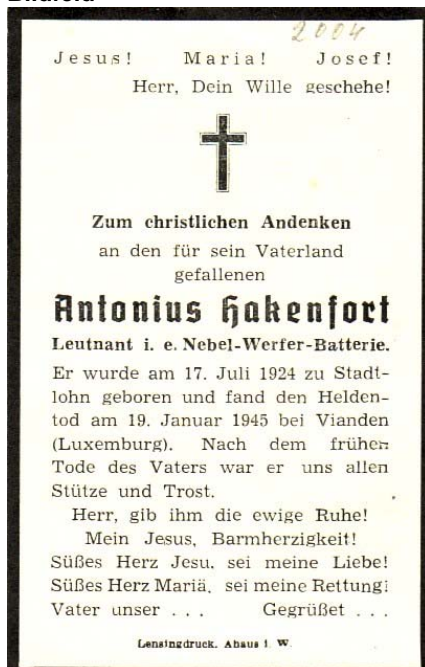 Bildfeld
2004
Jesus! Maria! Josef!
Herr, Dein Wille geschehe!
Zum christlichen Andenken
an den für sein Vaterland
gefallenen
Antonius Hakenfort
Leutnant i. e. Nebel-Werfer-Batterie.
Er wurde am 17. Juli 1924 zu Stadt-
lohn geboren und fand den Helden-
tod am 19. Januar 1945 bei Vianden
(Luxemburg). Nach dem frühen
Tode des Vaters war er uns allen
Stütze und Trost.
Herr, gib ihm die ewige Ruhe!
Mein Jesus, Barmherzigkeit!
Süßes Herz Jesu, sei meine Liebe!
Süßes Herz Mariä, sei meine Rettung!
Vater unser . . . Gegrüßet . . .
Lensingdruck, Ahaus i. W.